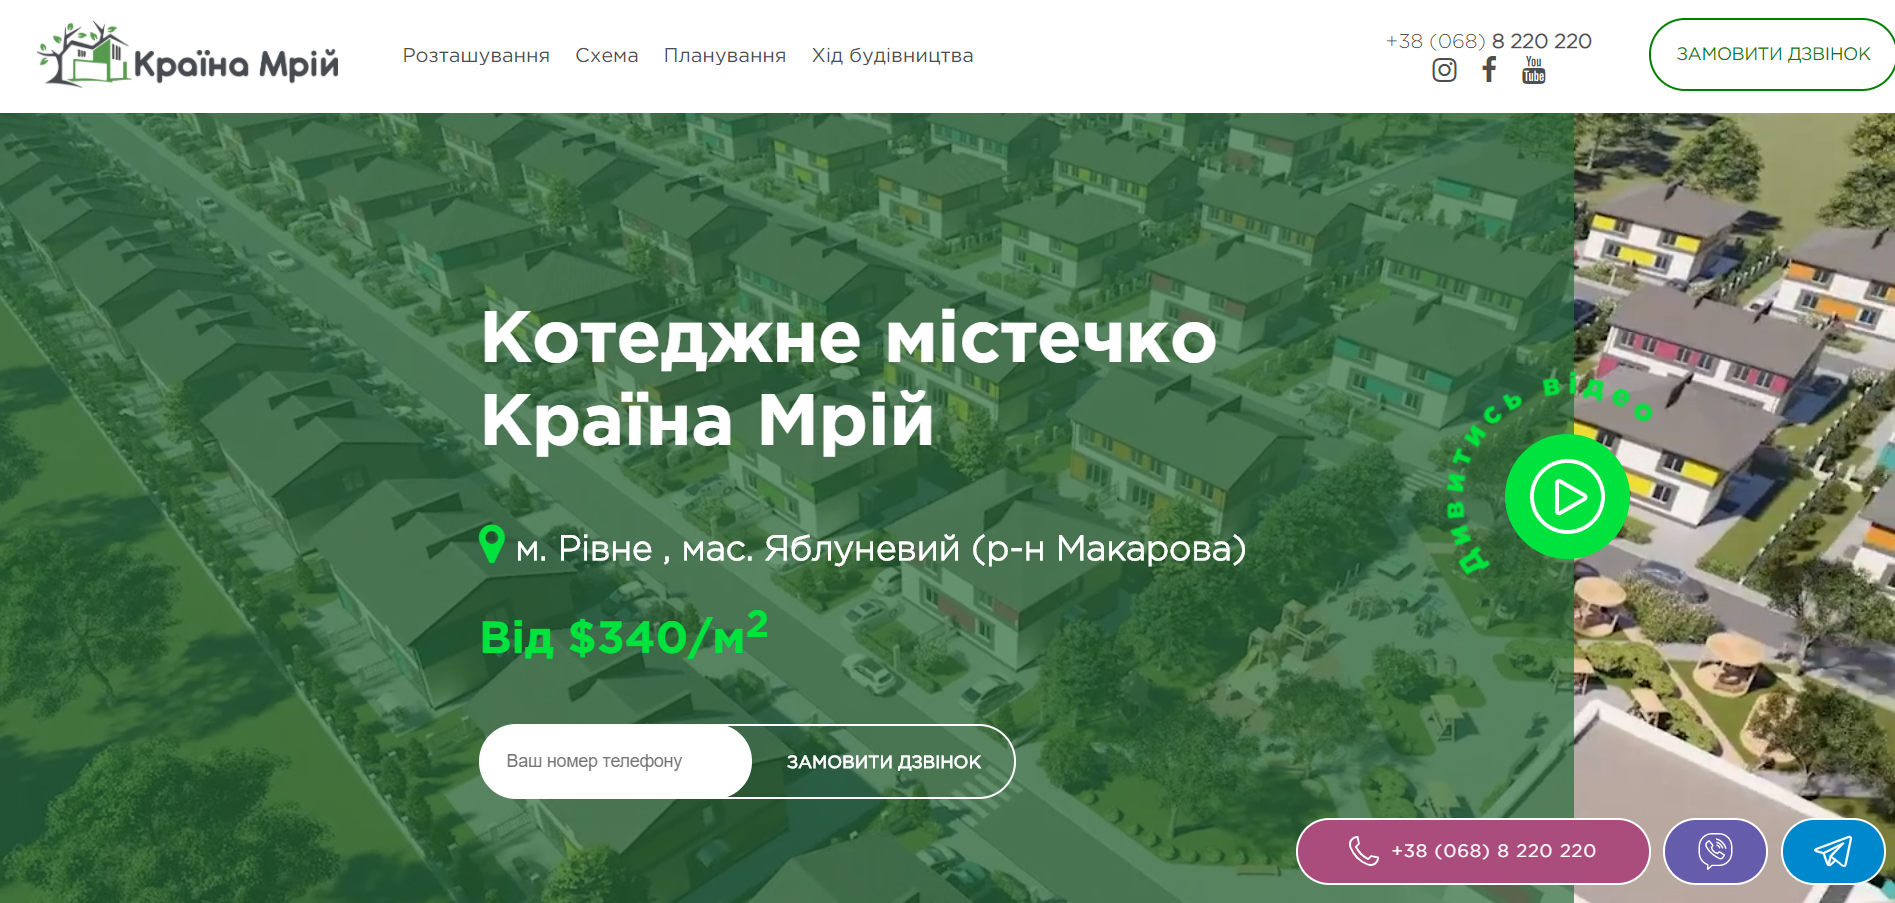 Країна Мрій
Розташування Схема Планування Хід будівництва
+38 (068) 8 220 220
You
Tube
ЗАМОВИТИ ДЗВІНОК
Котеджне містечко
Країна Мрій
м. Рівне , мас. Яблуневий (р-н Макарова)
Від $340/м²
Ваш номер телефону
ЗАМОВИТИ ДЗВІНОК
дивитись відео
+38 (068) 8 220 220